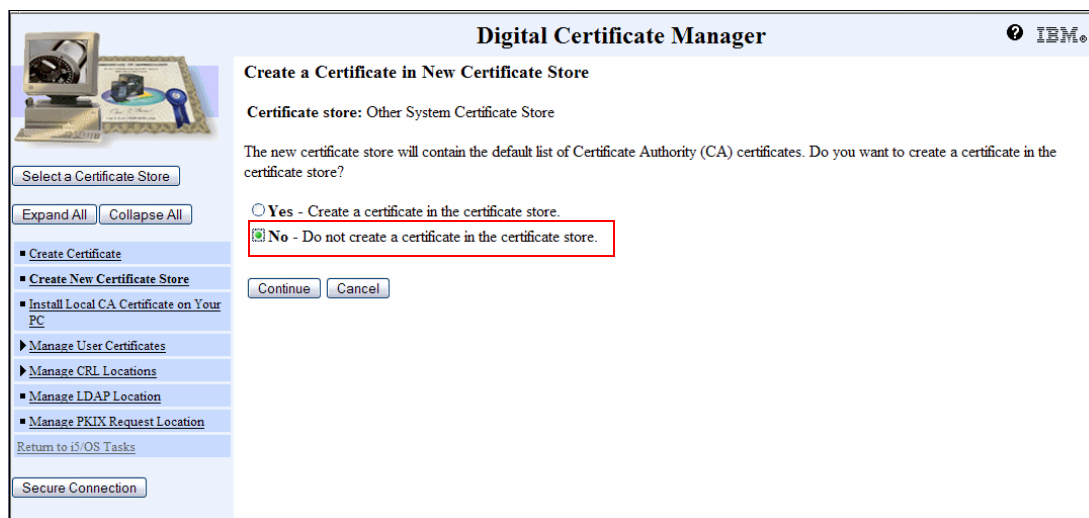 Digital Certificate Manager
IBM®
Create a Certificate in New Certificate Store
Certificate store: Other System Certificate Store
The new certificate store will contain the default list of Certificate Authority (CA) certificates. Do you want to create a certificate in the
certificate store?
Yes - Create a certificate in the certificate store.
No - Do not create a certificate in the certificate store.
Continue Cancel
Select a Certificate Store
Expand All Collapse All
Create Certificate
Create New Certificate Store
Install Local CA Certificate on Your
PC
Manage User Certificates
Manage CRL Locations
Manage LDAP Location
Manage PKIX Request Location
Return to i5/OS Tasks
Secure Connection